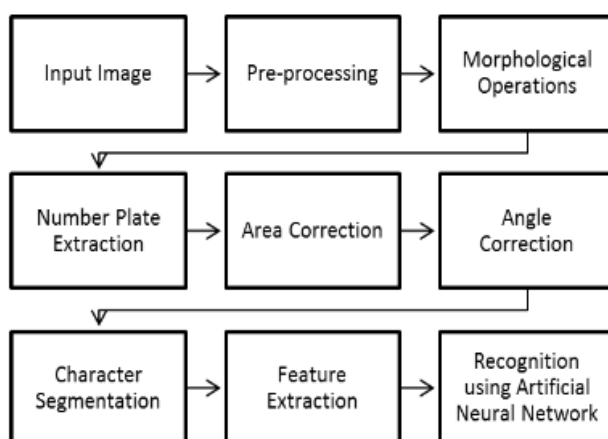 Input Image
Pre-processing
Morphological
Operations
Number Plate
Extraction
Area Correction
Angle
Correction
Character
Segmentation
Feature
Extraction
Recognition
using Artificial
Neural Network